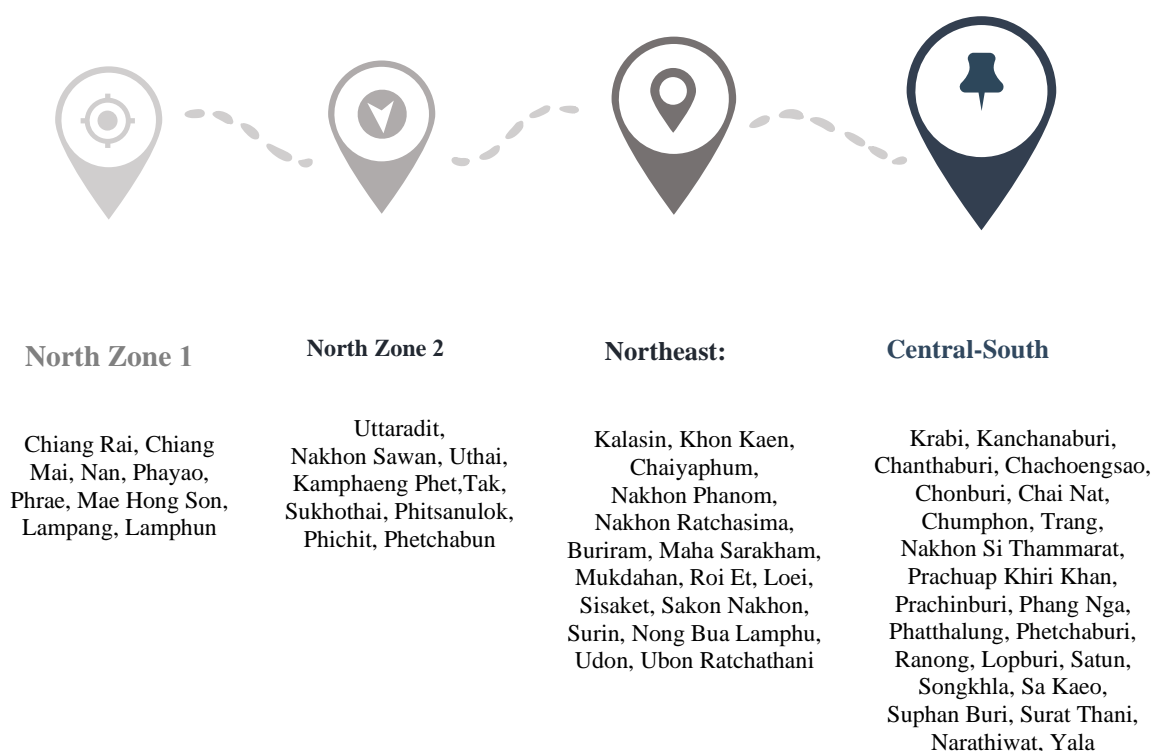 North Zone 1
Chiang Rai, Chiang
Mai, Nan, Phayao,
Phrae, Mae Hong Son,
Lampang, Lamphun
North Zone 2
Uttaradit,
Nakhon Sawan, Uthai,
Kamphaeng Phet,Tak,
Sukhothai, Phitsanulok,
Phichit, Phetchabun
Northeast:
Kalasin, Khon Kaen,
Chaiyaphum,
Nakhon Phanom,
Nakhon Ratchasima,
Buriram, Maha Sarakham,
Mukdahan, Roi Et, Loei,
Sisaket, Sakon Nakhon,
Surin, Nong Bua Lamphu,
Udon, Ubon Ratchathani
Central-South
Krabi, Kanchanaburi,
Chanthaburi, Chachoengsao,
Chonburi, Chai Nat,
Chumphon, Trang,
Nakhon Si Thammarat,
Prachuap Khiri Khan,
Prachinburi, Phang Nga,
Phatthalung, Phetchaburi,
Ranong, Lopburi, Satun,
Songkhla, Sa Kaeo,
Suphan Buri, Surat Thani,
Narathiwat, Yala